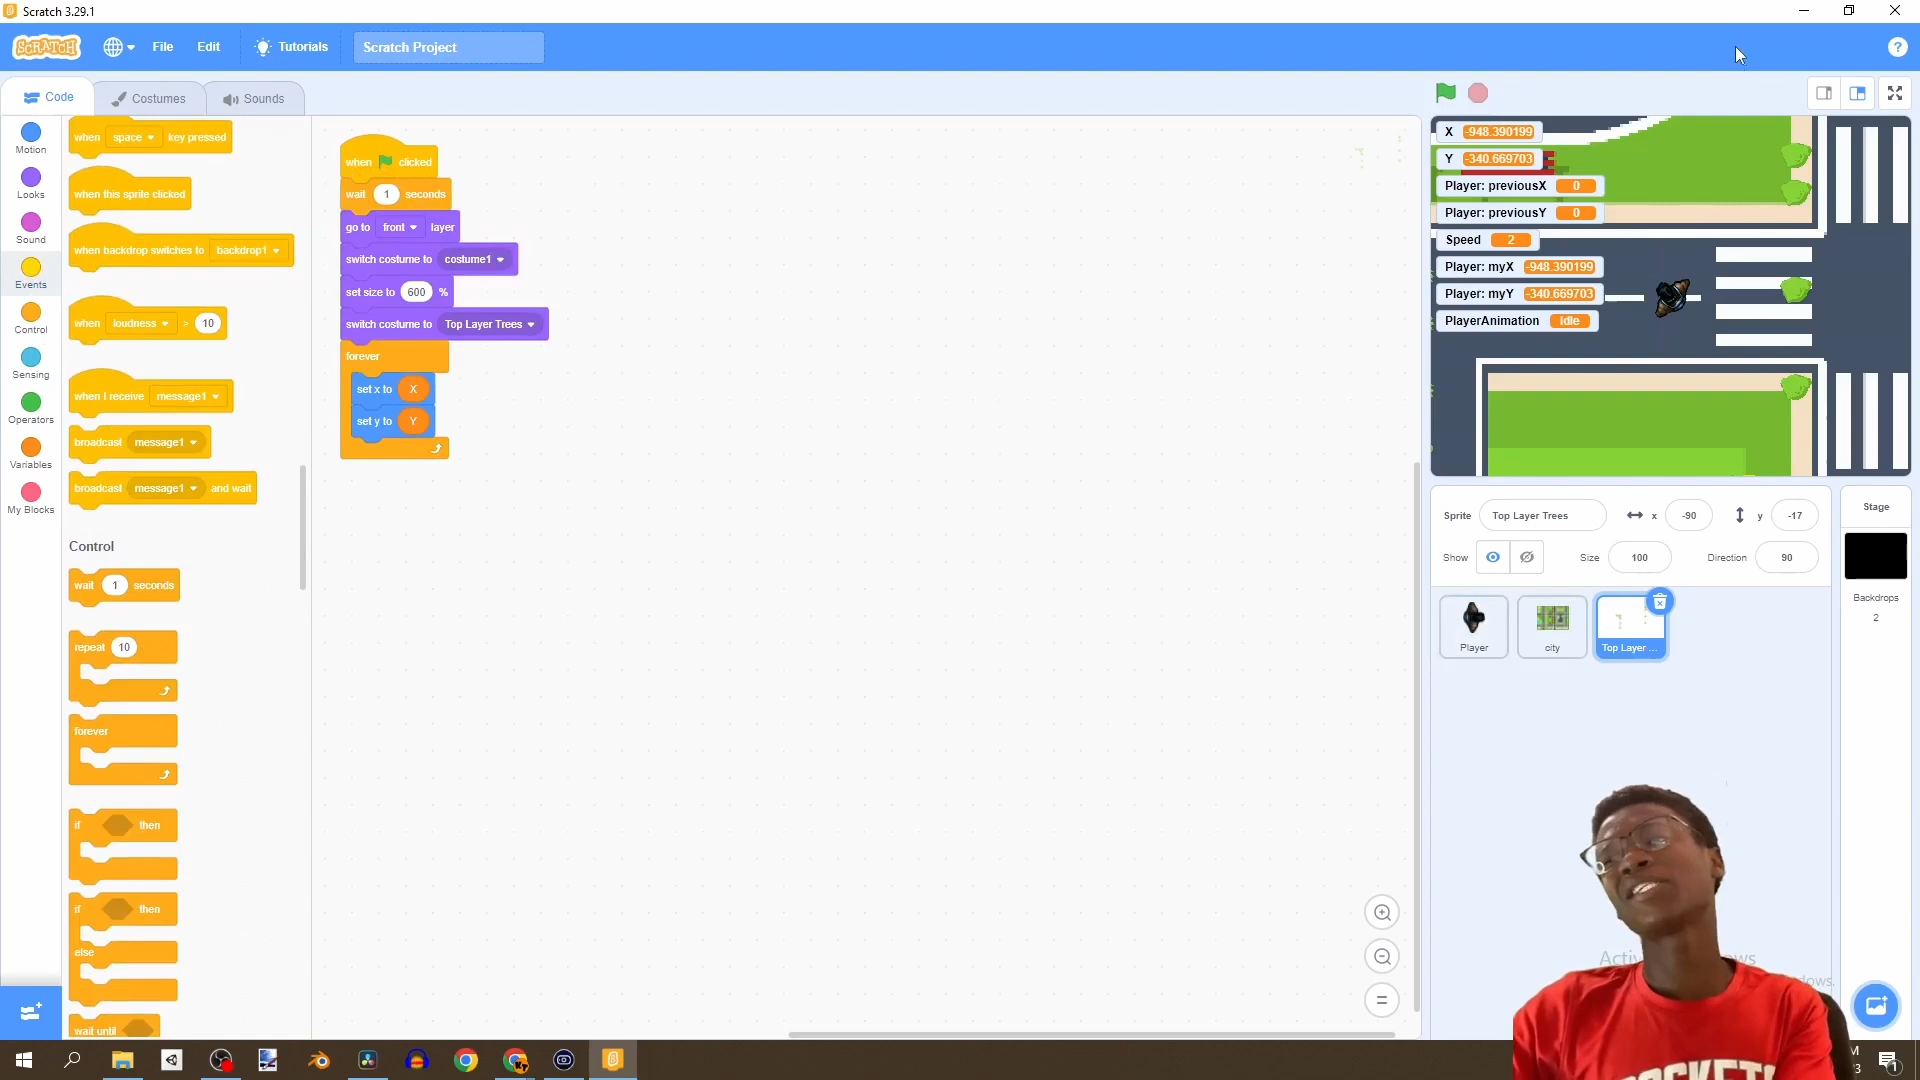 Scratch 3.29.1
SCRATCH File Edit Tutorials Scratch Project ?
Code Costumes Sounds
Motion
Looks
Sound
Events
Control
Sensing
Operators
Variables
My Blocks
when space key pressed
when this sprite clicked
when backdrop switches to backdrop1
when loudness > 10
when I receive message1
broadcast message1
broadcast message1 and wait
Control
wait 1 seconds
repeat 10
forever
if then
if then
else
wait until
when clicked
wait 1 seconds
go to front layer
switch costume to costume1
set size to 600 %
switch costume to Top Layer Trees
forever
set x to X
set y to Y
X -948.390199
Y -340.669703
Player: previousX 0
Player: previousY 0
Speed 2
Player: myX -948.390199
Player: myY -340.669703
PlayerAnimation Idle
Sprite Top Layer Trees x -90 y -17
Show Size 100 Direction 90
Player
city
Top Layer ...
Stage
Backdrops
2